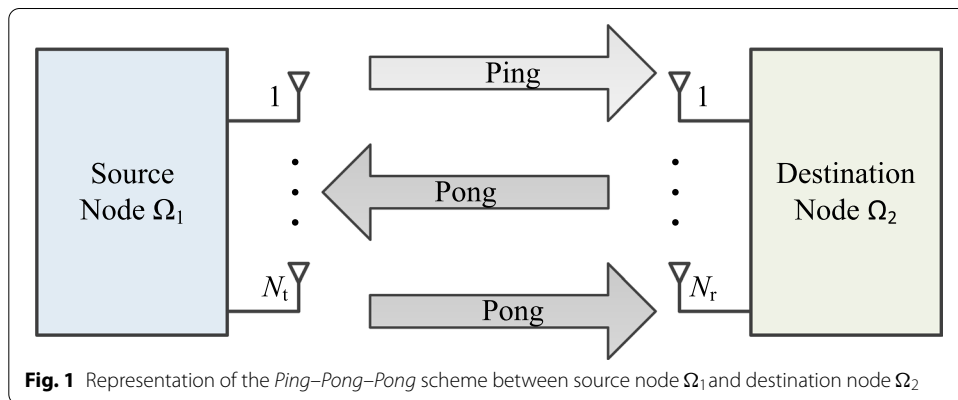 Ping
1
1
Source
Node Ω₁
Pong
Destination
Node Ω₂
Nₜ
Nᵣ
Pong
Fig. 1 Representation of the Ping–Pong–Pong scheme between source node Ω₁ and destination node Ω₂